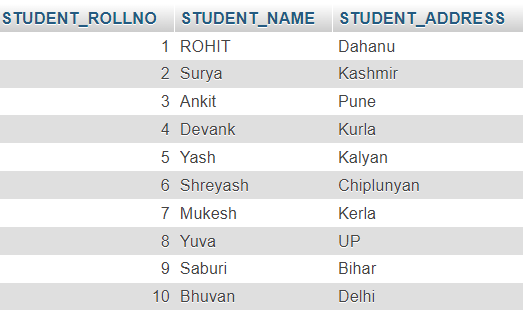 STUDENT_ROLLNO STUDENT_NAME STUDENT_ADDRESS
1 ROHIT Dahanu
2 Surya Kashmir
3 Ankit Pune
4 Devank Kurla
5 Yash Kalyan
6 Shreyash Chiplunyan
7 Mukesh Kerla
8 Yuva UP
9 Saburi Bihar
10 Bhuvan Delhi